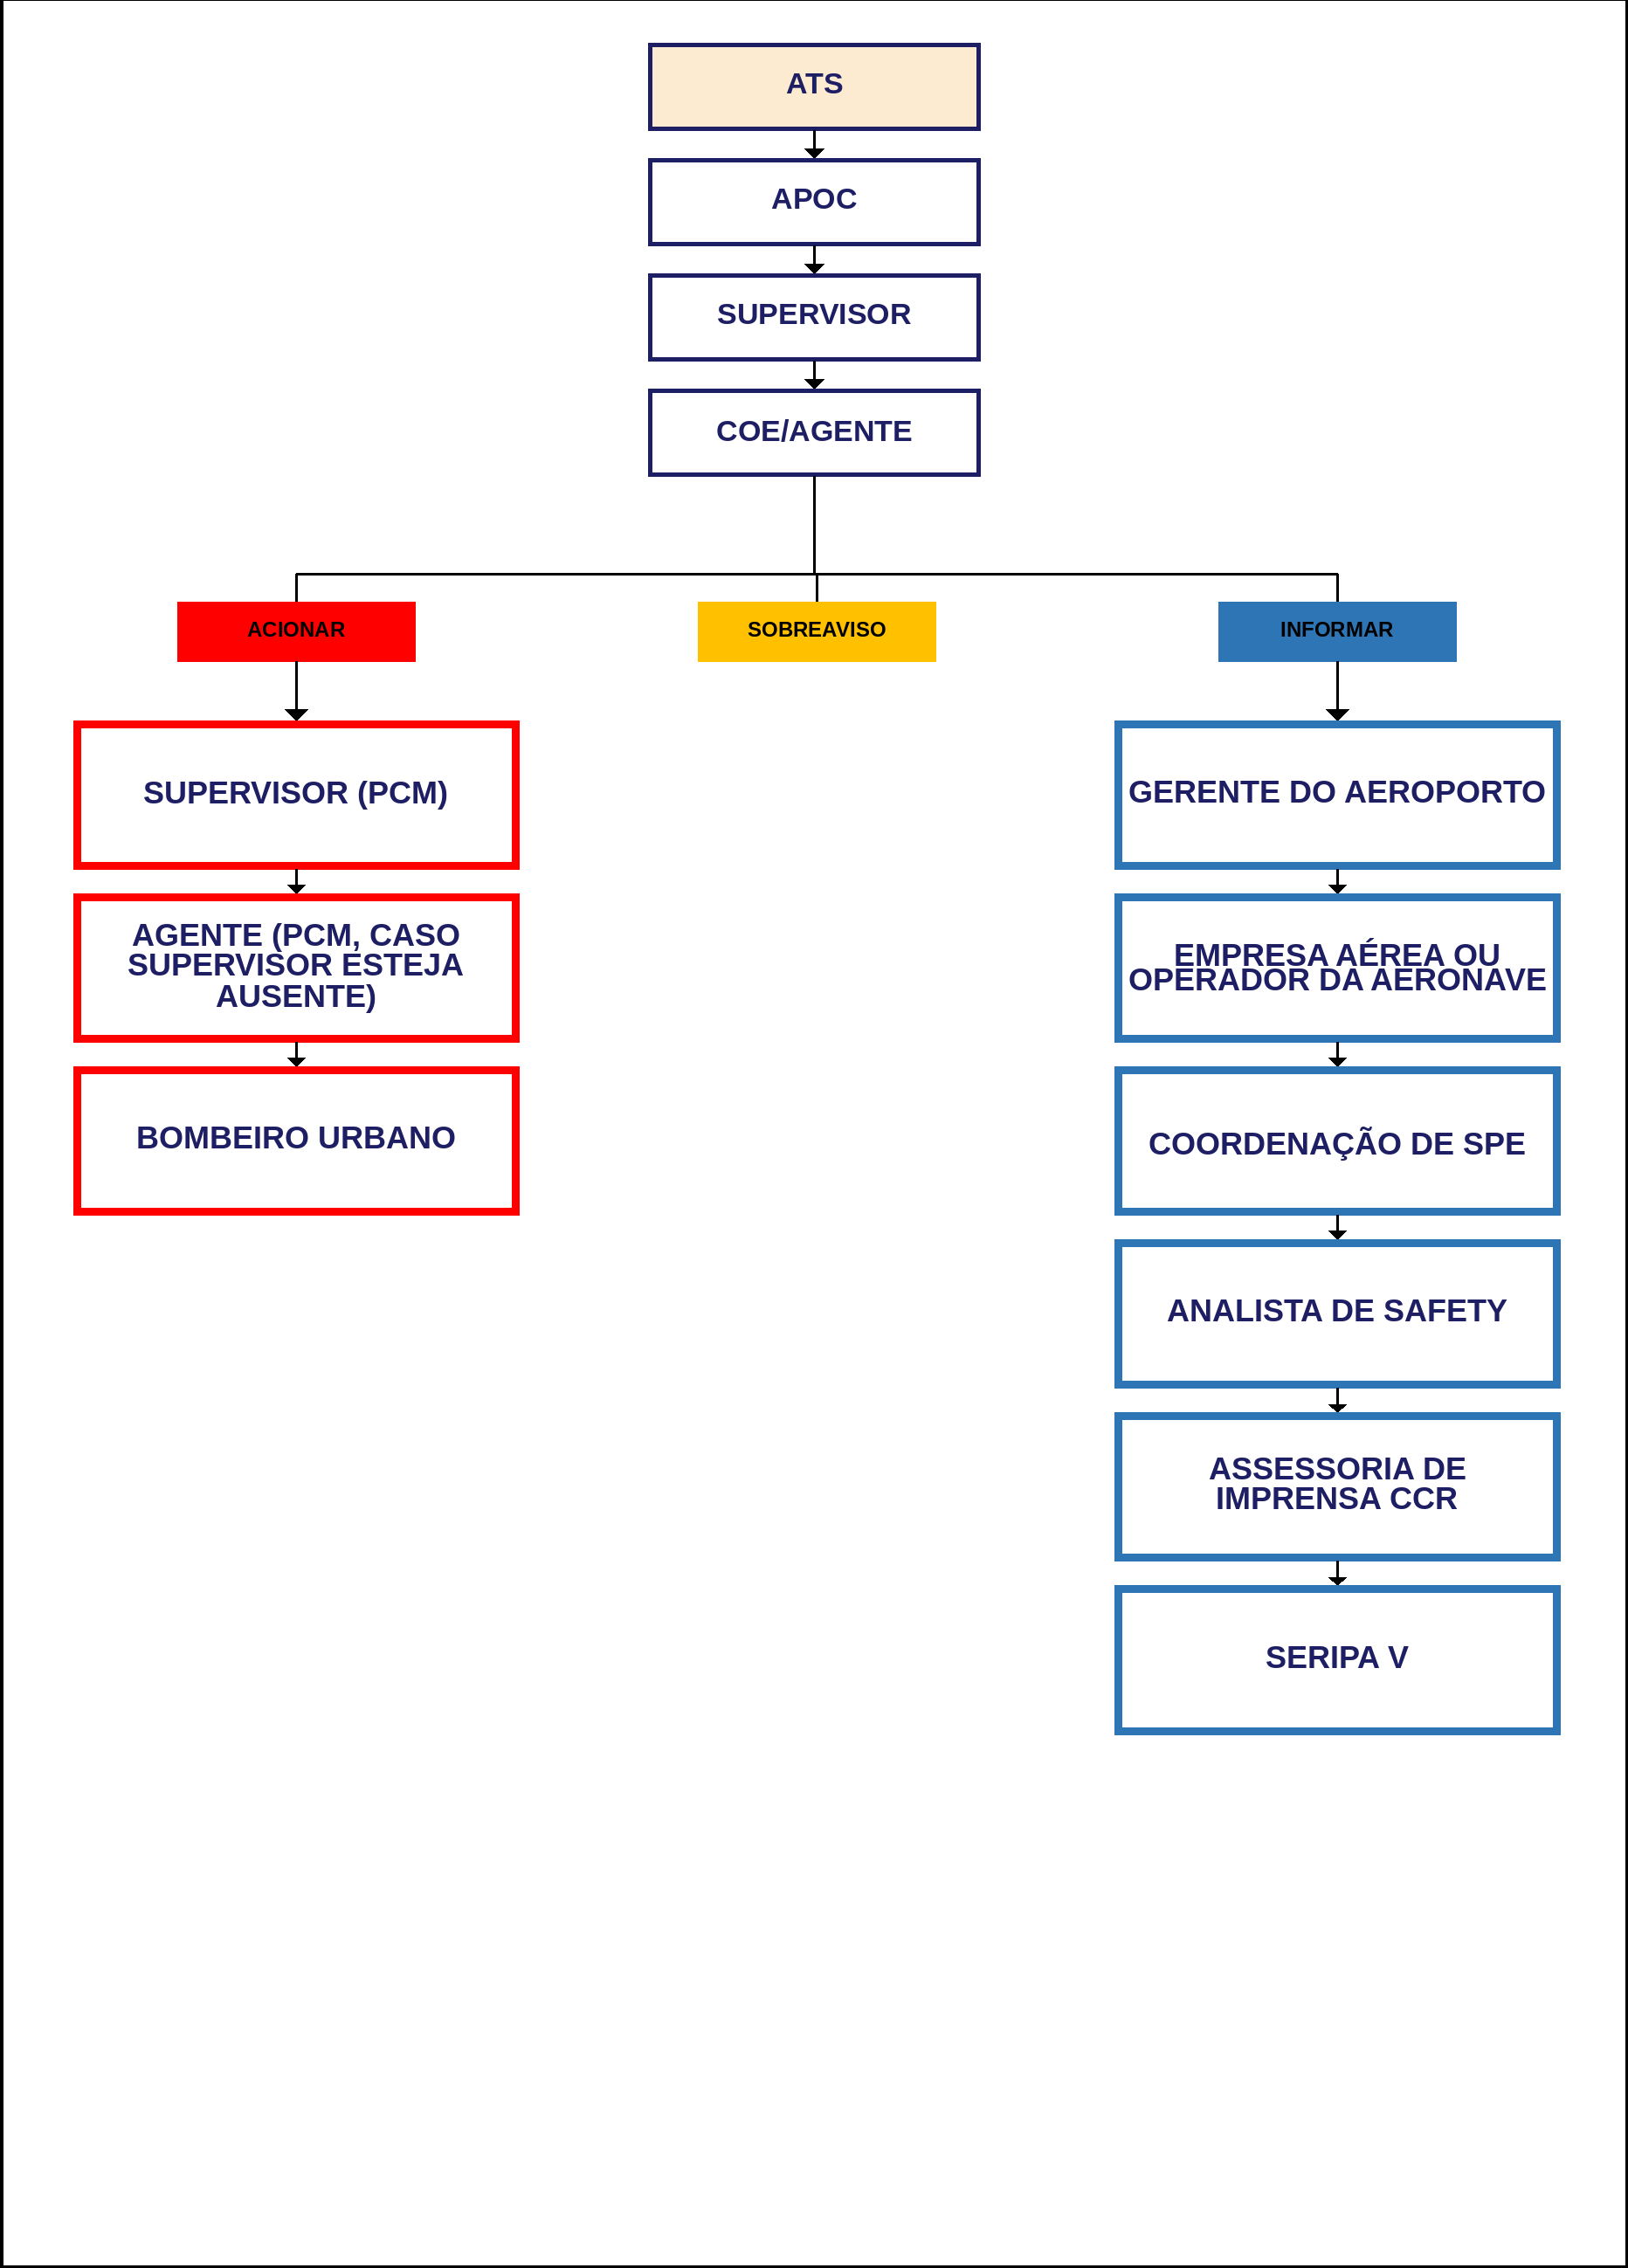 ATS
APOC
SUPERVISOR
COE/AGENTE
ACIONAR
SOBREAVISO
INFORMAR
SUPERVISOR (PCM)
AGENTE (PCM, CASO
SUPERVISOR ESTEJA
AUSENTE)
BOMBEIRO URBANO
GERENTE DO AEROPORTO
EMPRESA AÉREA OU
OPERADOR DA AERONAVE
COORDENAÇÃO DE SPE
ANALISTA DE SAFETY
ASSESSORIA DE
IMPRENSA CCR
SERIPA V